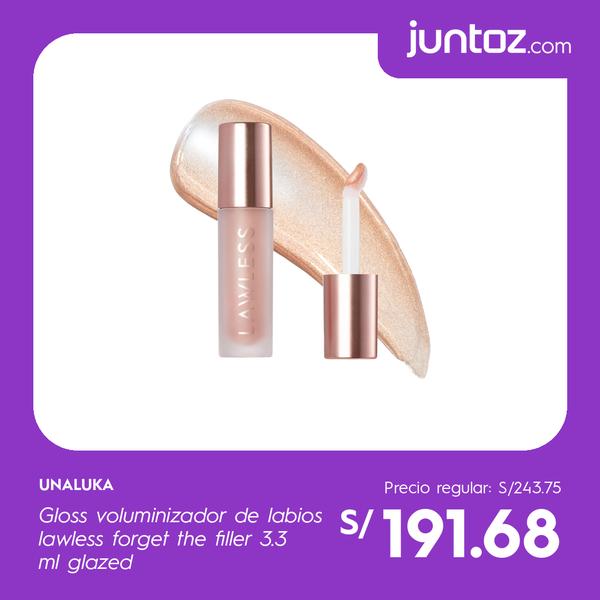 juntoz.com
LAWLESS
UNALUKA
Gloss voluminizador de labios
lawless forget the filler 3.3
ml glazed
Precio regular: S/243.75
S/191.68